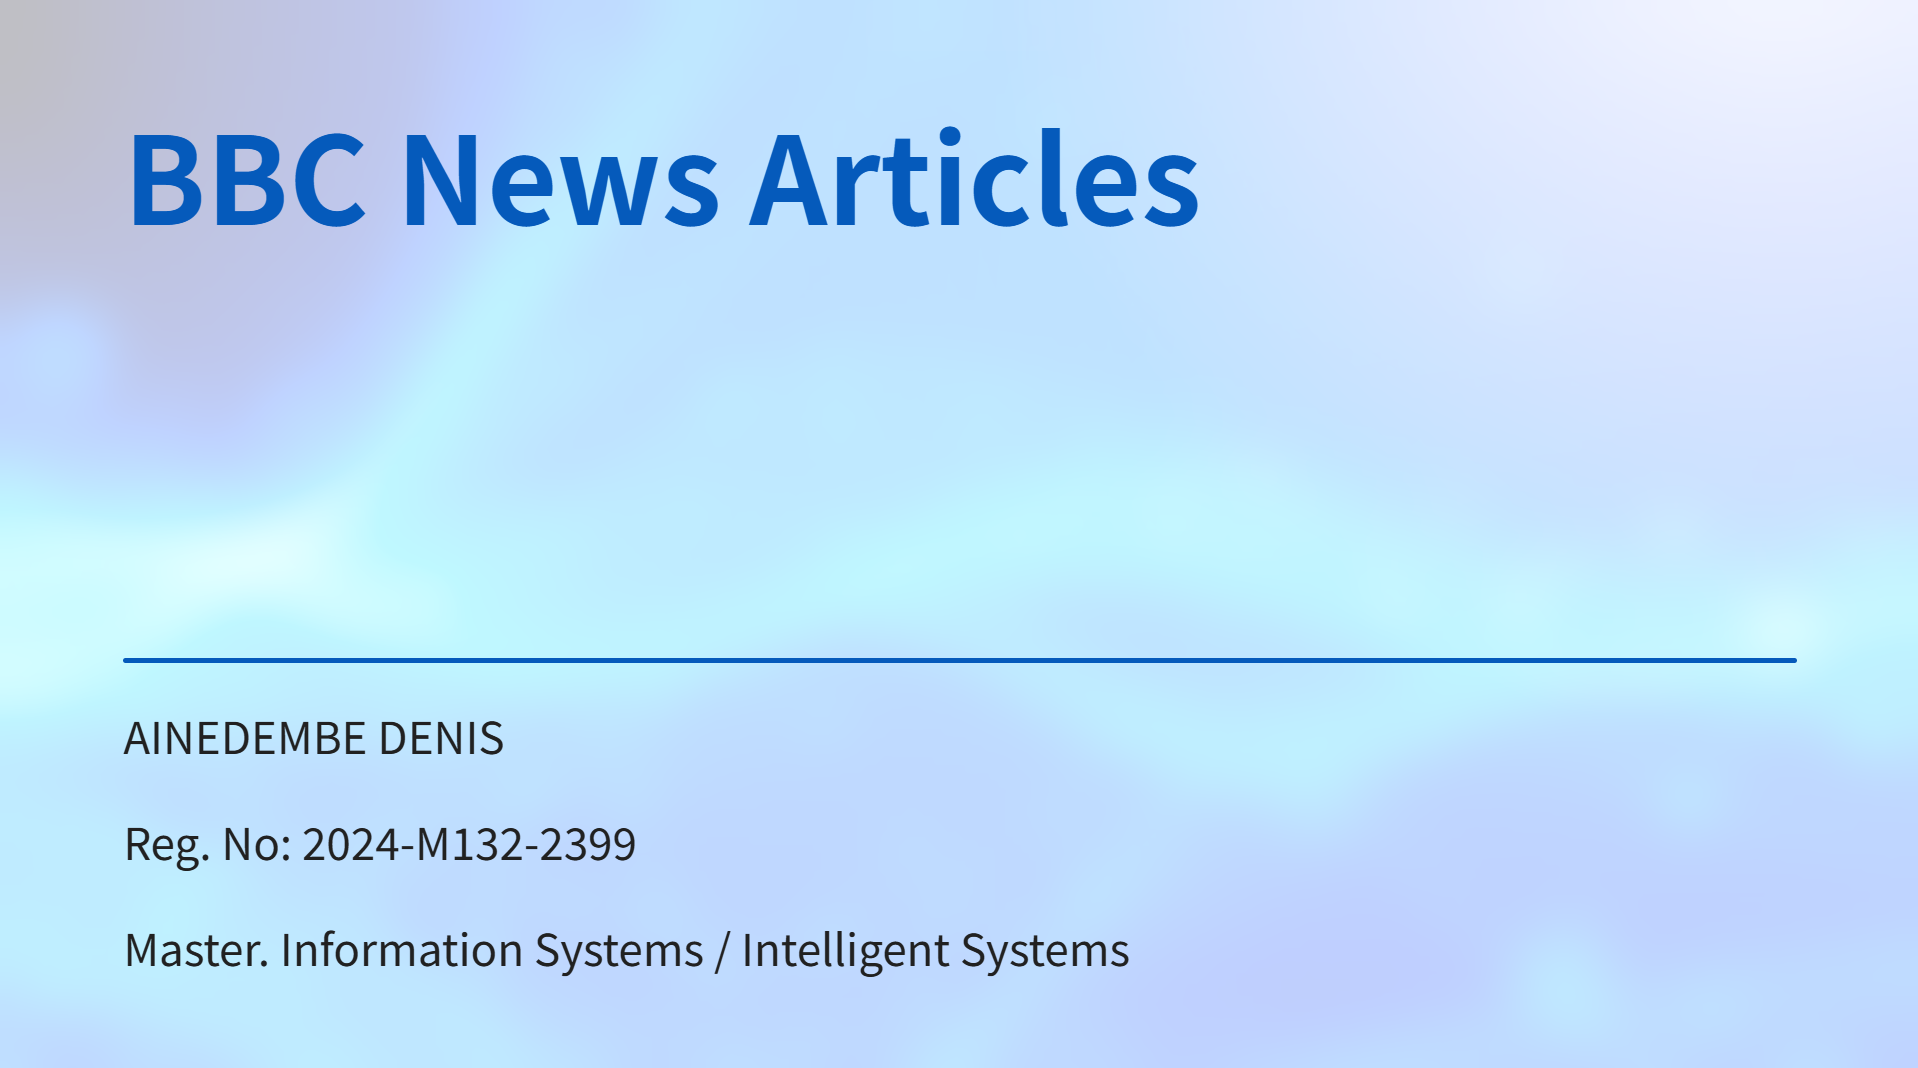 BBC News Articles
AINEDEMBE DENIS
Reg. No: 2024-M132-2399
Master. Information Systems / Intelligent Systems